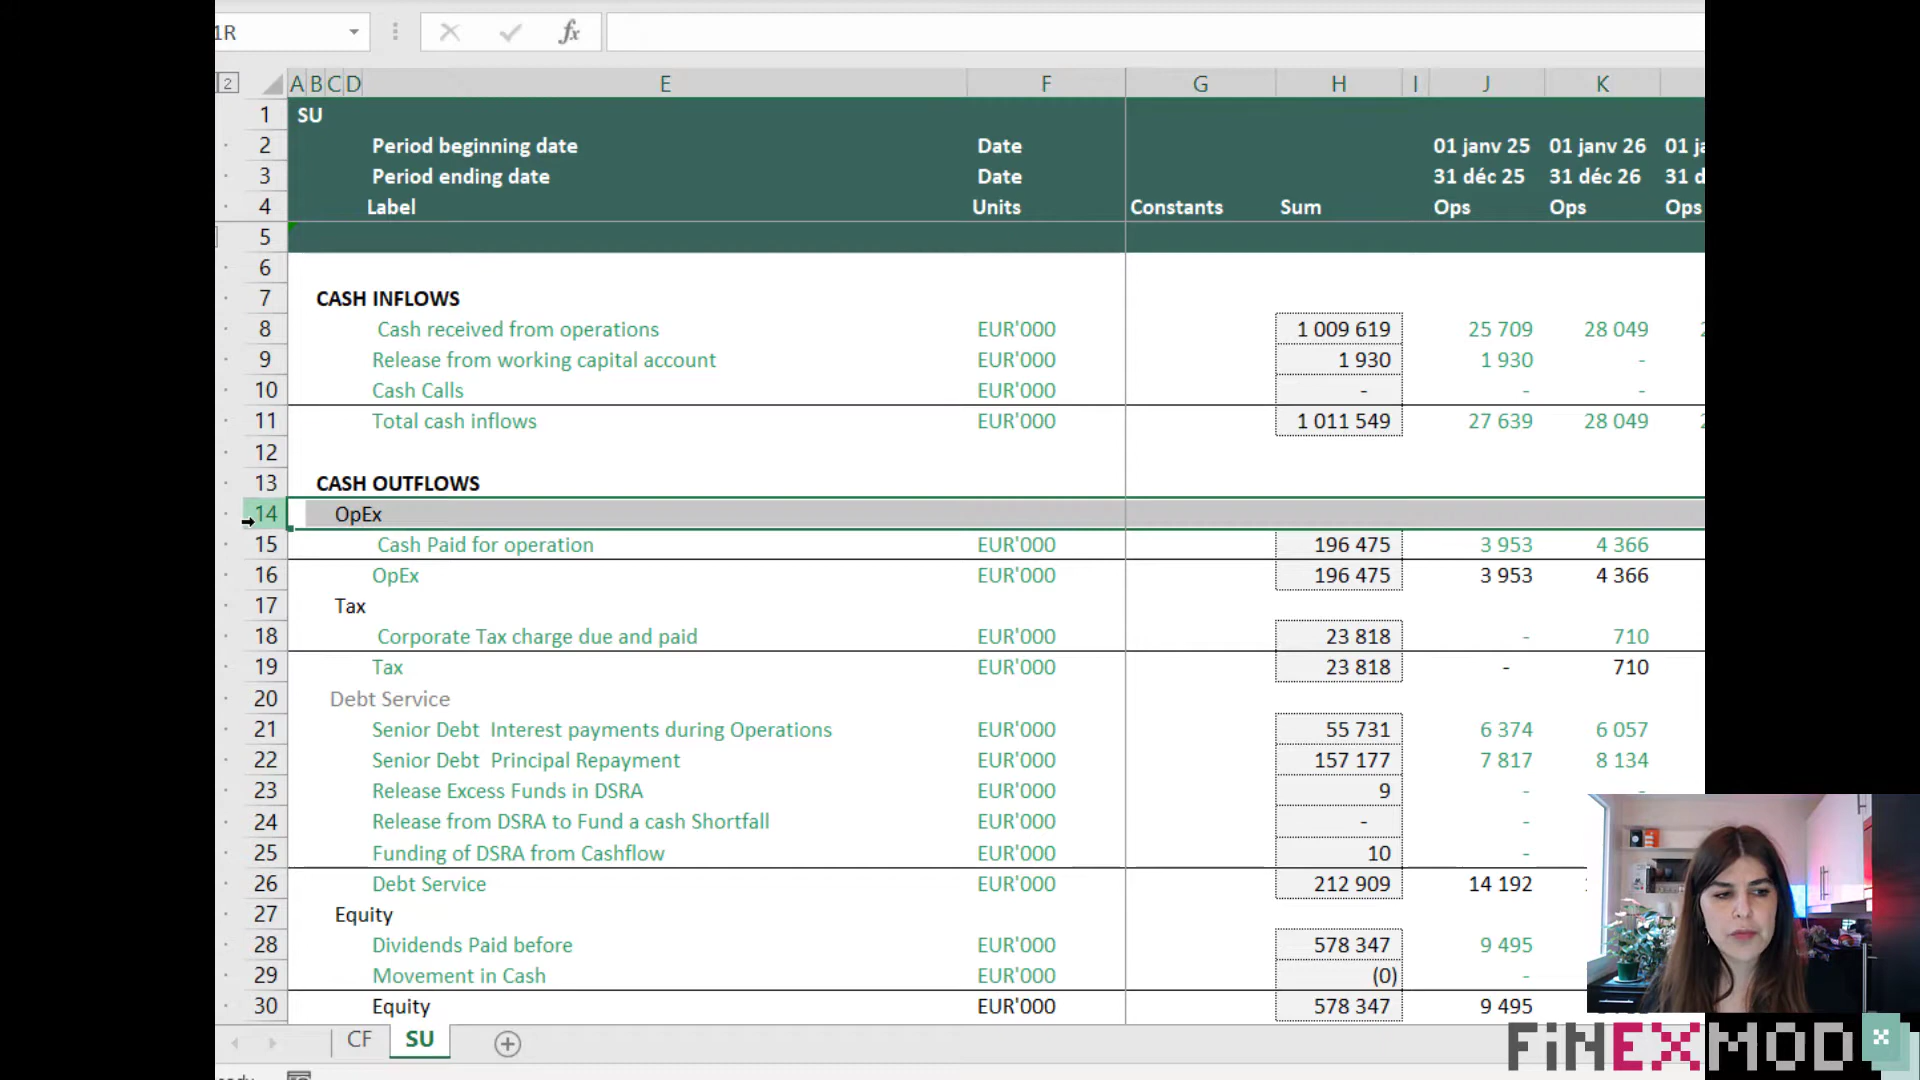 1R fx
2 A B C D E F G H I J K
1 SU
2 Period beginning date Date 01 janv 25 01 janv 26
3 Period ending date Date 31 déc 25 31 déc 26
4 Label Units Constants Sum Ops Ops Ops
5
6
7 CASH INFLOWS
8 Cash received from operations EUR'000 1 009 619 25 709 28 049
9 Release from working capital account EUR'000 1 930 1 930 -
10 Cash Calls EUR'000 - - -
11 Total cash inflows EUR'000 1 011 549 27 639 28 049
12
13 CASH OUTFLOWS
14 OpEx
15 Cash Paid for operation EUR'000 196 475 3 953 4 366
16 OpEx EUR'000 196 475 3 953 4 366
17 Tax
18 Corporate Tax charge due and paid EUR'000 23 818 - 710
19 Tax EUR'000 23 818 - 710
20 Debt Service
21 Senior Debt Interest payments during Operations EUR'000 55 731 6 374 6 057
22 Senior Debt Principal Repayment EUR'000 157 177 7 817 8 134
23 Release Excess Funds in DSRA EUR'000 9 - -
24 Release from DSRA to Fund a cash Shortfall EUR'000 - -
25 Funding of DSRA from Cashflow EUR'000 10 -
26 Debt Service EUR'000 212 909 14 192
27 Equity
28 Dividends Paid before EUR'000 578 347 9 495
29 Movement in Cash EUR'000 (0) -
30 Equity EUR'000 578 347 9 495
CF SU
FiNEXMOD